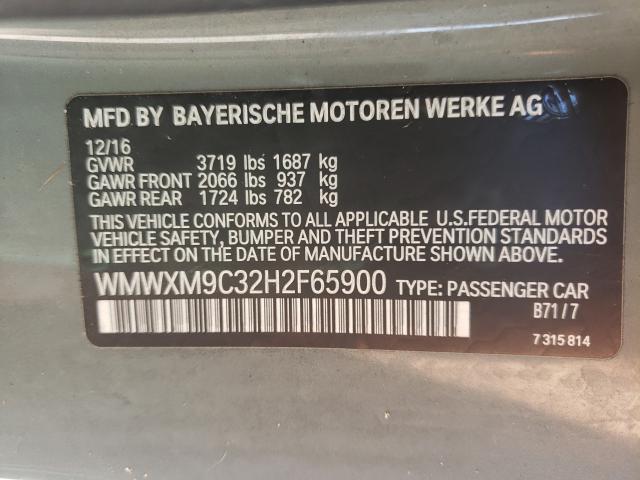 MFD BY BAYERISCHE MOTOREN WERKE AG
12/16
GVWR 3719 lbs 1687 kg
GAWR FRONT 2066 lbs 937 kg
GAWR REAR 1724 lbs 782 kg
THIS VEHICLE CONFORMS TO ALL APPLICABLE U.S.FEDERAL MOTOR
VEHICLE SAFETY, BUMPER AND THEFT PREVENTION STANDARDS
IN EFFECT ON THE DATE OF MANUFACTURE SHOWN ABOVE.
WMWXM9C32H2F65900 TYPE: PASSENGER CAR
B71/7
7 315 814